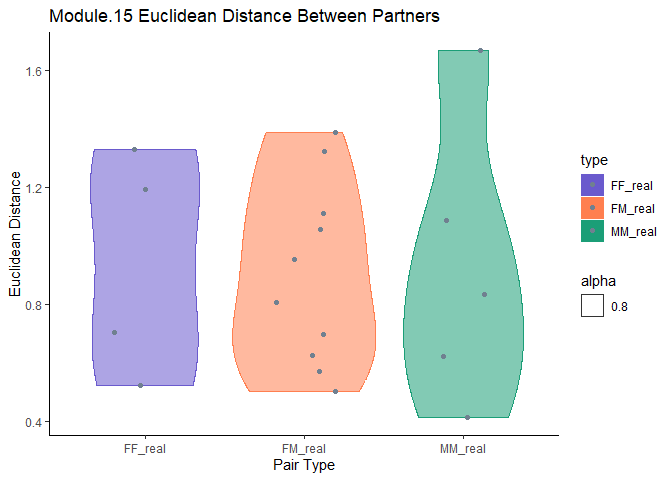 Module.15 Euclidean Distance Between Partners
Euclidean Distance
1.6
1.2
0.8
0.4
FF_real
FM_real
MM_real
Pair Type
type
FF_real
FM_real
MM_real
alpha
0.8